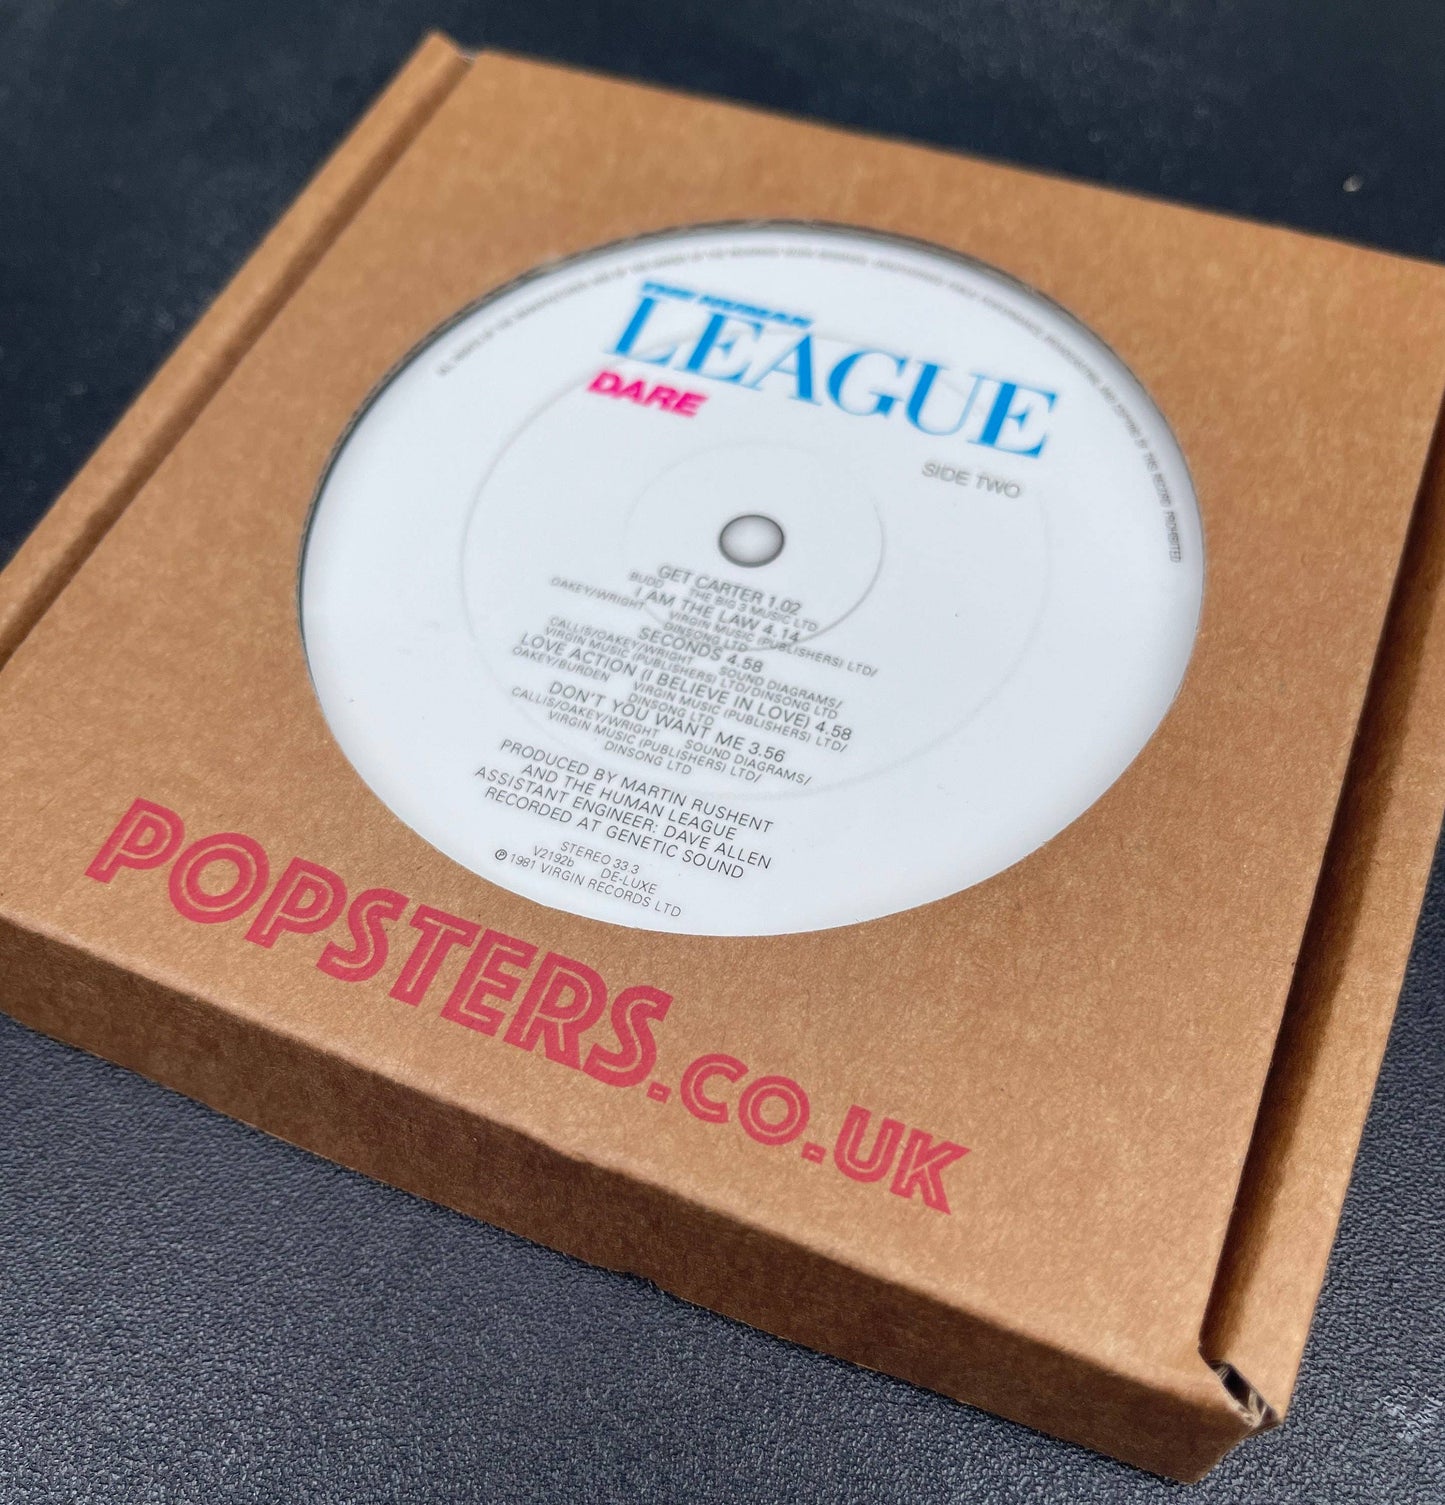 THE HUMAN
LEAGUE
DARE
SIDE TWO
GET CARTER 1.02
BUDD THE BIG 3 MUSIC LTD
I AM THE LAW 4.14
OAKEY/WRIGHT VIRGIN MUSIC (PUBLISHERS) LTD/
DINSONG LTD
SECONDS 4.58
CALLIS/OAKEY/WRIGHT SOUND DIAGRAMS/
VIRGIN MUSIC (PUBLISHERS) LTD/DINSONG LTD
LOVE ACTION (I BELIEVE IN LOVE) 4.58
OAKEY/BURDEN VIRGIN MUSIC (PUBLISHERS) LTD/
DINSONG LTD
DON'T YOU WANT ME 3.56
CALLIS/OAKEY/WRIGHT SOUND DIAGRAMS/
VIRGIN MUSIC (PUBLISHERS) LTD/
DINSONG LTD
PRODUCED BY MARTIN RUSHENT
AND THE HUMAN LEAGUE
ASSISTANT ENGINEER: DAVE ALLEN
RECORDED AT GENETIC SOUND
STEREO 33.3
V2192b DE-LUXE
℗ 1981 VIRGIN RECORDS LTD
POPSTERS.CO.UK